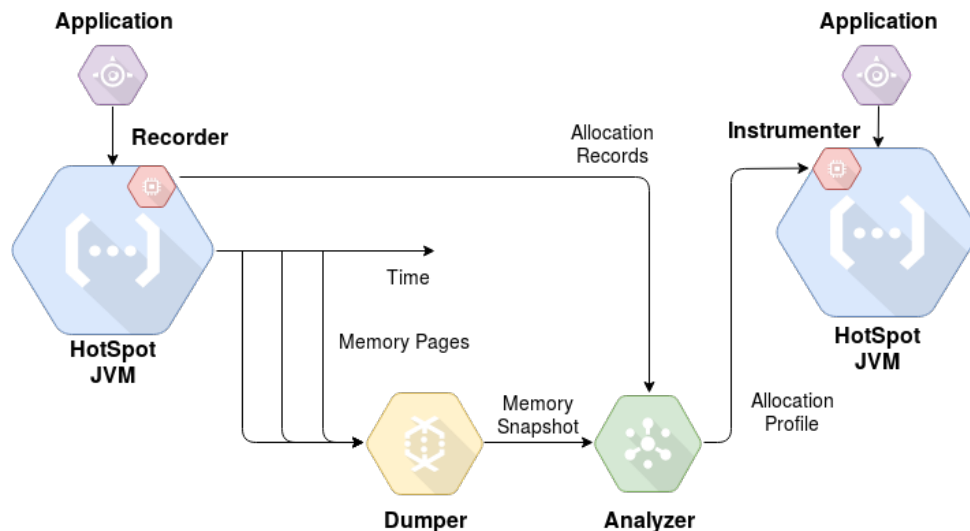 Application
Application
Recorder
Allocation
Records
Instrumenter
Time
HotSpot
JVM
Memory Pages
HotSpot
JVM
Memory
Snapshot
Allocation
Profile
Dumper
Analyzer